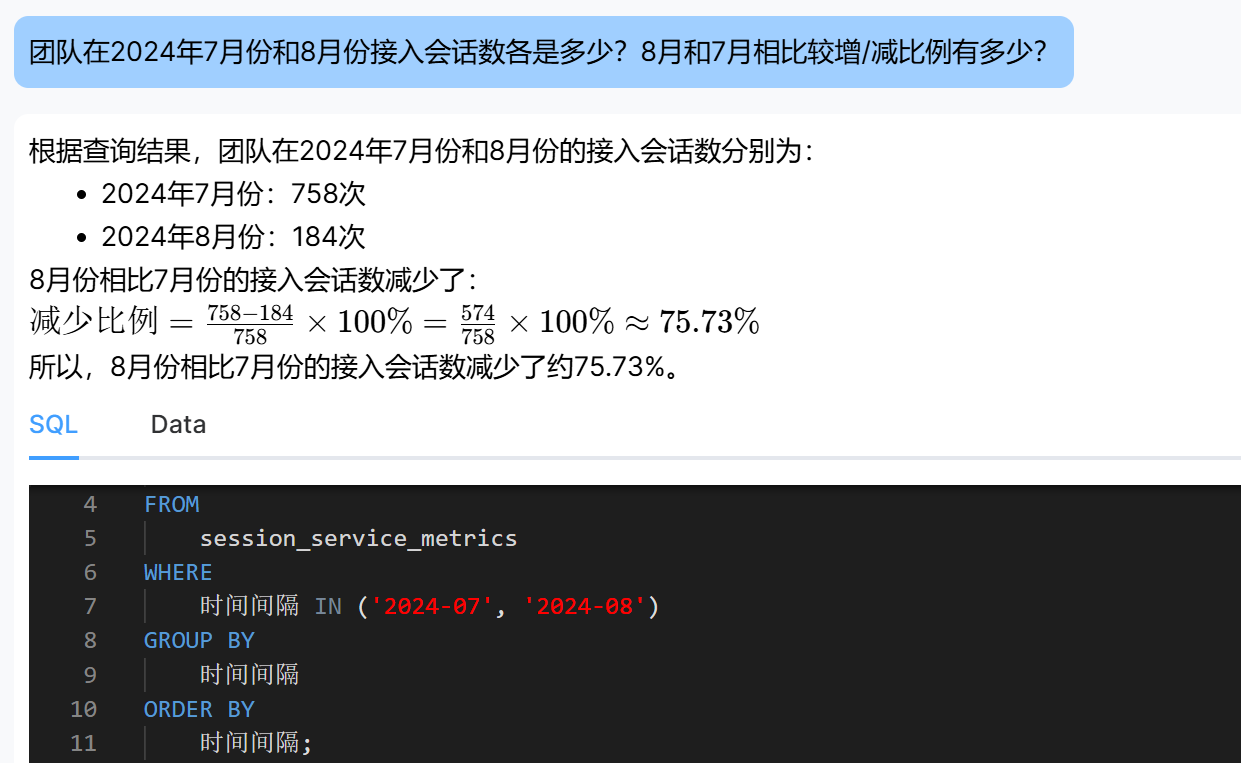 团队在2024年7月份和8月份接入会话数各是多少？8月和7月相比较增/减比例有多少？
根据查询结果，团队在2024年7月份和8月份的接入会话数分别为：
• 2024年7月份：758次
• 2024年8月份：184次
8月份相比7月份的接入会话数减少了：
减少比例 = \frac{758-184}{758} × 100% = \frac{574}{758} × 100% ≈ 75.73%
所以，8月份相比7月份的接入会话数减少了约75.73%。
SQL Data
4 FROM
5 session_service_metrics
6 WHERE
7 时间间隔 IN ('2024-07', '2024-08')
8 GROUP BY
9 时间间隔
10 ORDER BY
11 时间间隔;